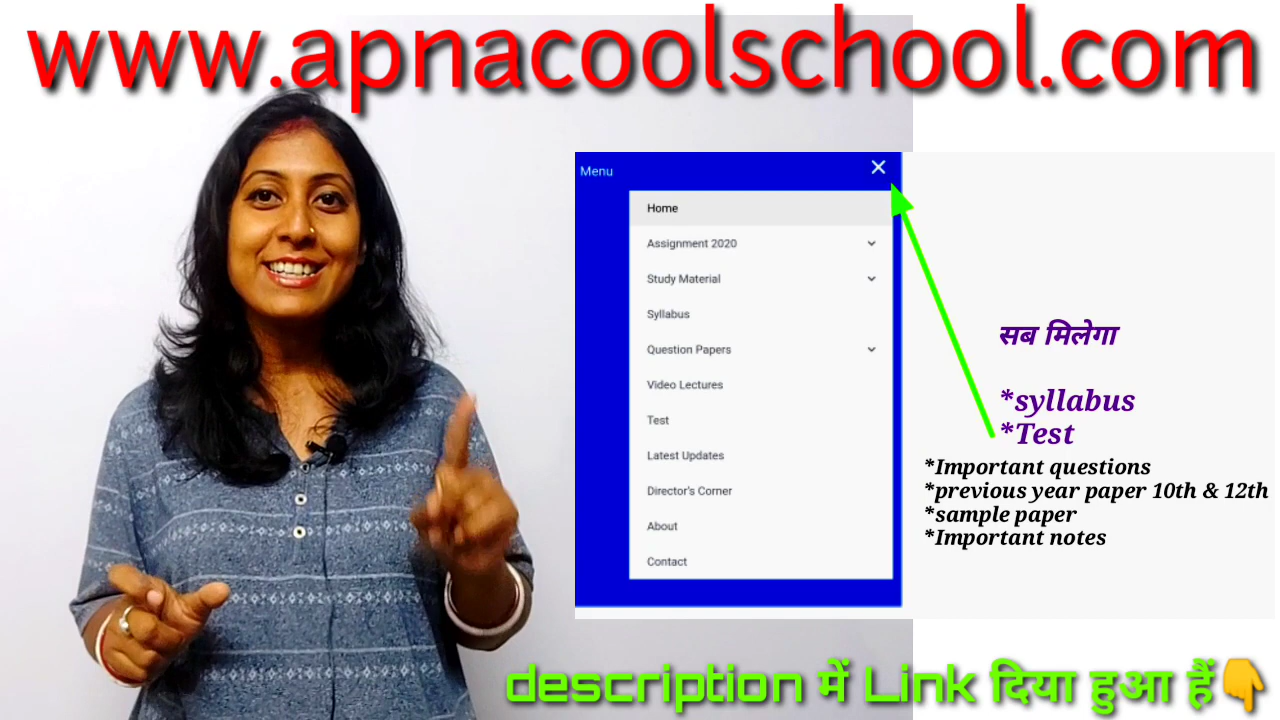 www.apnacoolschool.com
Menu
Home
Assignment 2020
Study Material
Syllabus
Question Papers
Video Lectures
Test
Latest Updates
Director's Corner
About
Contact
सब मिलेगा
*syllabus
*Test
*Important questions
*previous year paper 10th & 12th
*sample paper
*Important notes
description में Link दिया हुआ हैं👇